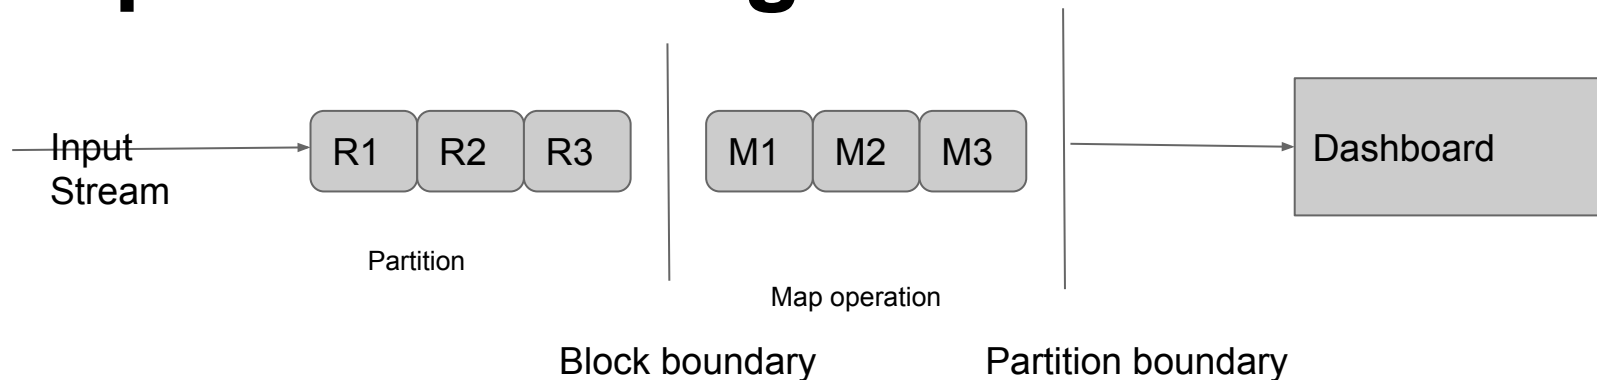 Input
Stream
R1 R2 R3
M1 M2 M3
Dashboard
Partition
Map operation
Block boundary
Partition boundary